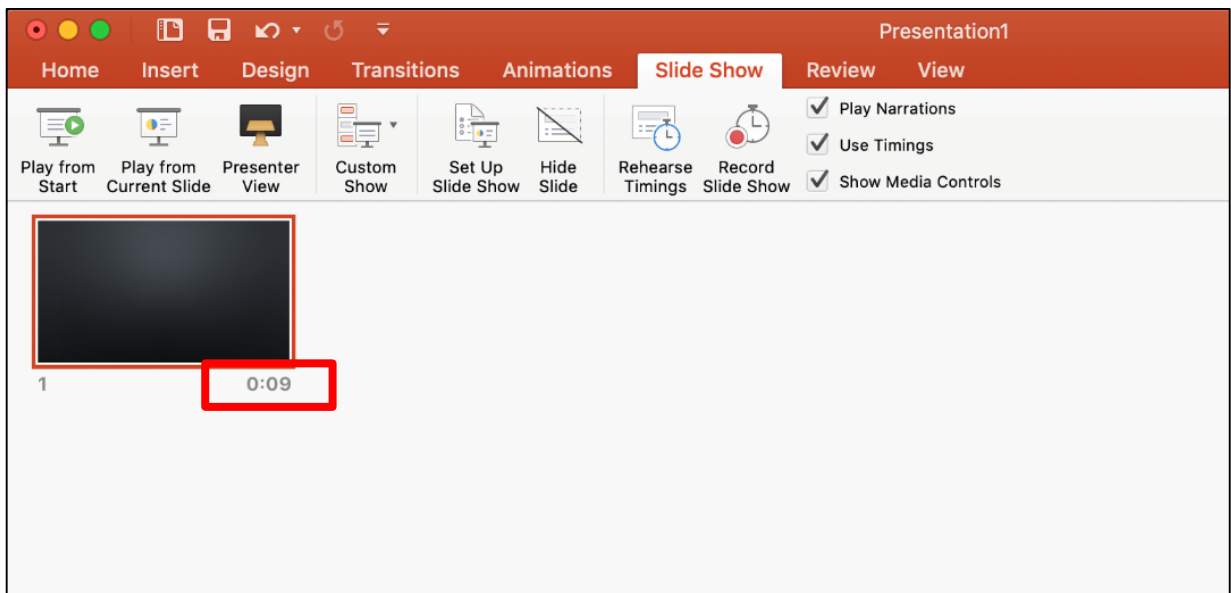 Presentation1
Home Insert Design Transitions Animations Slide Show Review View
Play from Start
Play from Current Slide
Presenter View
Custom Show
Set Up Slide Show
Hide Slide
Rehearse Timings
Record Slide Show
Play Narrations
Use Timings
Show Media Controls
1 0:09